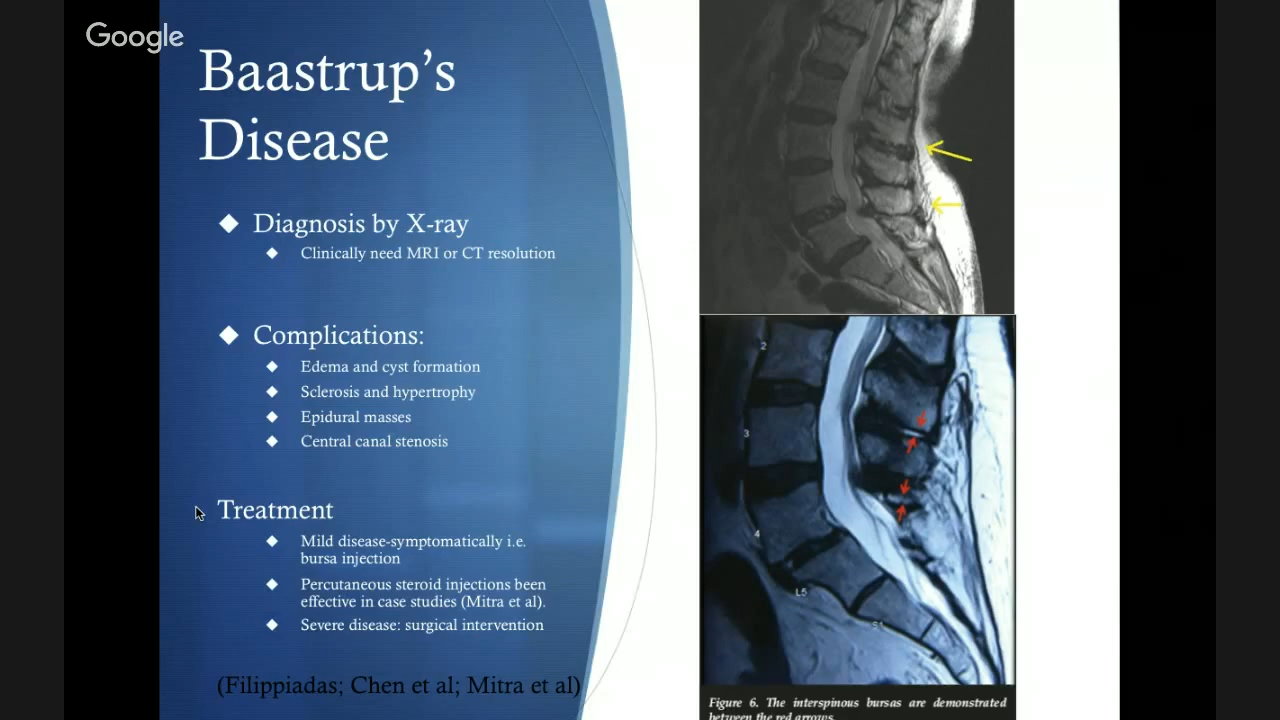 Google
Baastrup's
Disease
Diagnosis by X-ray
Clinically need MRI or CT resolution
Complications:
Edema and cyst formation
Sclerosis and hypertrophy
Epidural masses
Central canal stenosis
Treatment
Mild disease-symptomatically i.e.
bursa injection
Percutaneous steroid injections been
effective in case studies (Mitra et al).
Severe disease: surgical intervention
(Filippiadas; Chen et al; Mitra et al)
2
3
4
L5
S1
Figure 6. The interspinous bursas are demonstrated
between the red arrows.